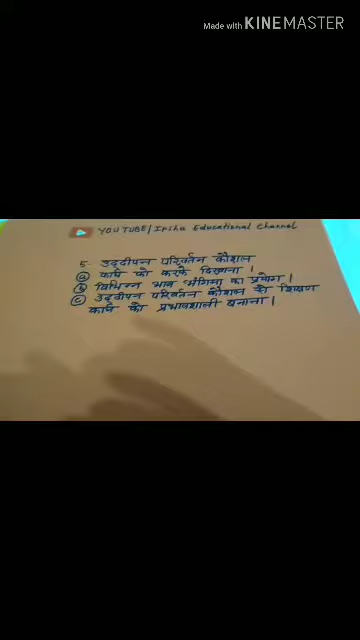 Made with KINEMASTER
YOUTUBE/Irsha Educational Channel
5- उद्दीपन परिवर्तन कौशल
(a) कार्य को करके दिखाना ।
(b) विभिन्न भाव भंगिमा का प्रयोग ।
(c) उद्दीपन परिवर्तन कौशल से शिक्षण
कार्य को प्रभावशाली बनाना ।